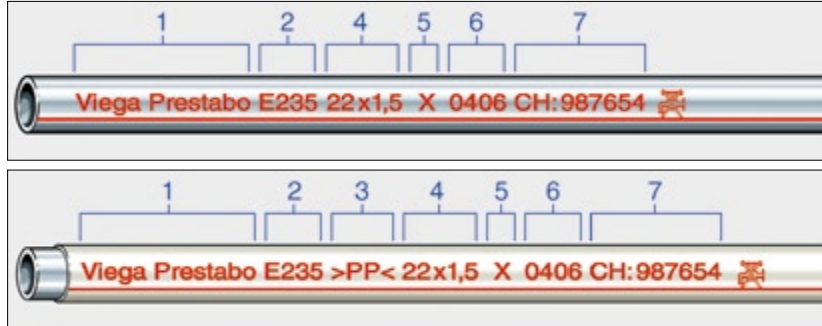 1 2 4 5 6 7
Viega Prestabo E235 22x1,5 X 0406 CH:987654
1 2 3 4 5 6 7
Viega Prestabo E235 >PP< 22x1,5 X 0406 CH:987654